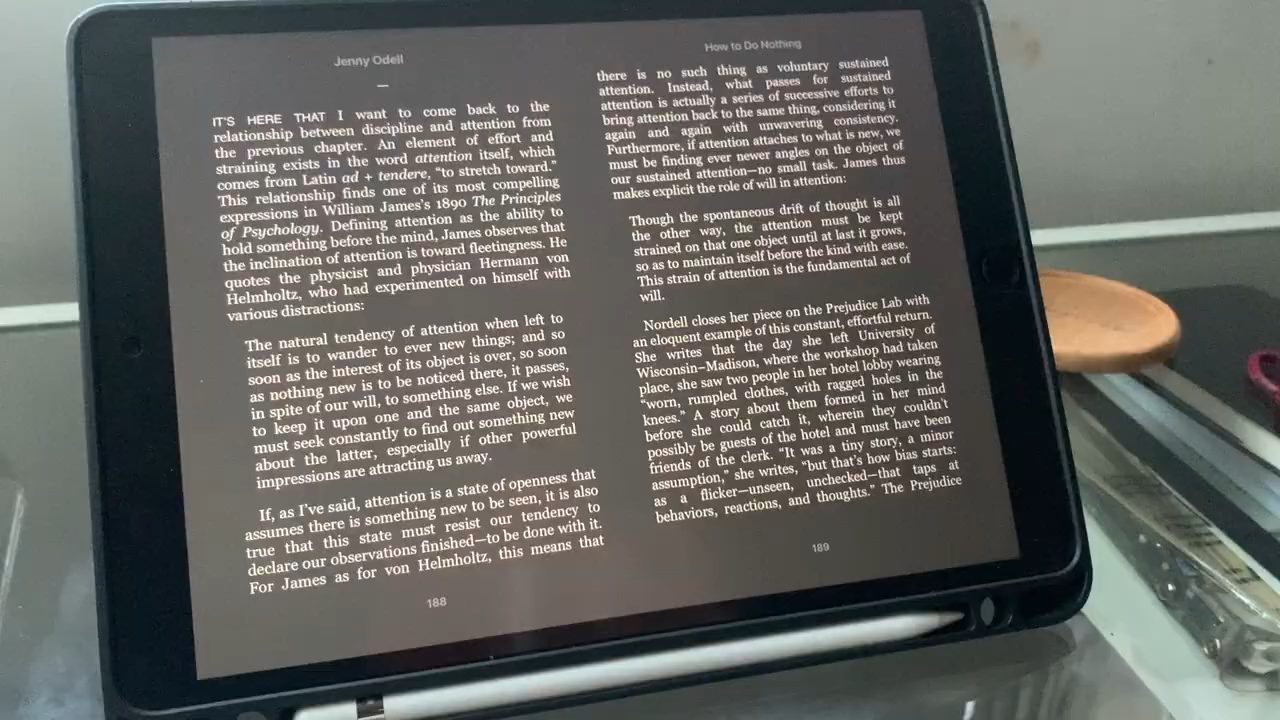 Jenny Odell
—
IT'S HERE THAT I want to come back to the
relationship between discipline and attention from
the previous chapter. An element of effort and
straining exists in the word attention itself, which
comes from Latin ad + tendere, “to stretch toward.”
This relationship finds one of its most compelling
expressions in William James’s 1890 The Principles
of Psychology. Defining attention as the ability to
hold something before the mind, James observes that
the inclination of attention is toward fleetingness. He
quotes the physicist and physician Hermann von
Helmholtz, who had experimented on himself with
various distractions:
The natural tendency of attention when left to
itself is to wander to ever new things; and so
soon as the interest of its object is over, so soon
as nothing new is to be noticed there, it passes,
in spite of our will, to something else. If we wish
to keep it upon one and the same object, we
must seek constantly to find out something new
about the latter, especially if other powerful
impressions are attracting us away.
If, as I’ve said, attention is a state of openness that
assumes there is something new to be seen, it is also
true that this state must resist our tendency to
declare our observations finished—to be done with it.
For James as for von Helmholtz, this means that
188
How to Do Nothing
there is no such thing as voluntary sustained
attention. Instead, what passes for sustained
attention is actually a series of successive efforts to
bring attention back to the same thing, considering it
again and again with unwavering consistency.
Furthermore, if attention attaches to what is new, we
must be finding ever newer angles on the object of
our sustained attention—no small task. James thus
makes explicit the role of will in attention:
Though the spontaneous drift of thought is all
the other way, the attention must be kept
strained on that one object until at last it grows,
so as to maintain itself before the kind with ease.
This strain of attention is the fundamental act of
will.
Nordell closes her piece on the Prejudice Lab with
an eloquent example of this constant, effortful return.
She writes that the day she left University of
Wisconsin–Madison, where the workshop had taken
place, she saw two people in her hotel lobby wearing
“worn, rumpled clothes, with ragged holes in the
knees.” A story about them formed in her mind
before she could catch it, wherein they couldn’t
possibly be guests of the hotel and must have been
friends of the clerk. “It was a tiny story, a minor
assumption,” she writes, “but that’s how bias starts:
as a flicker—unseen, unchecked—that taps at
behaviors, reactions, and thoughts.” The Prejudice
189